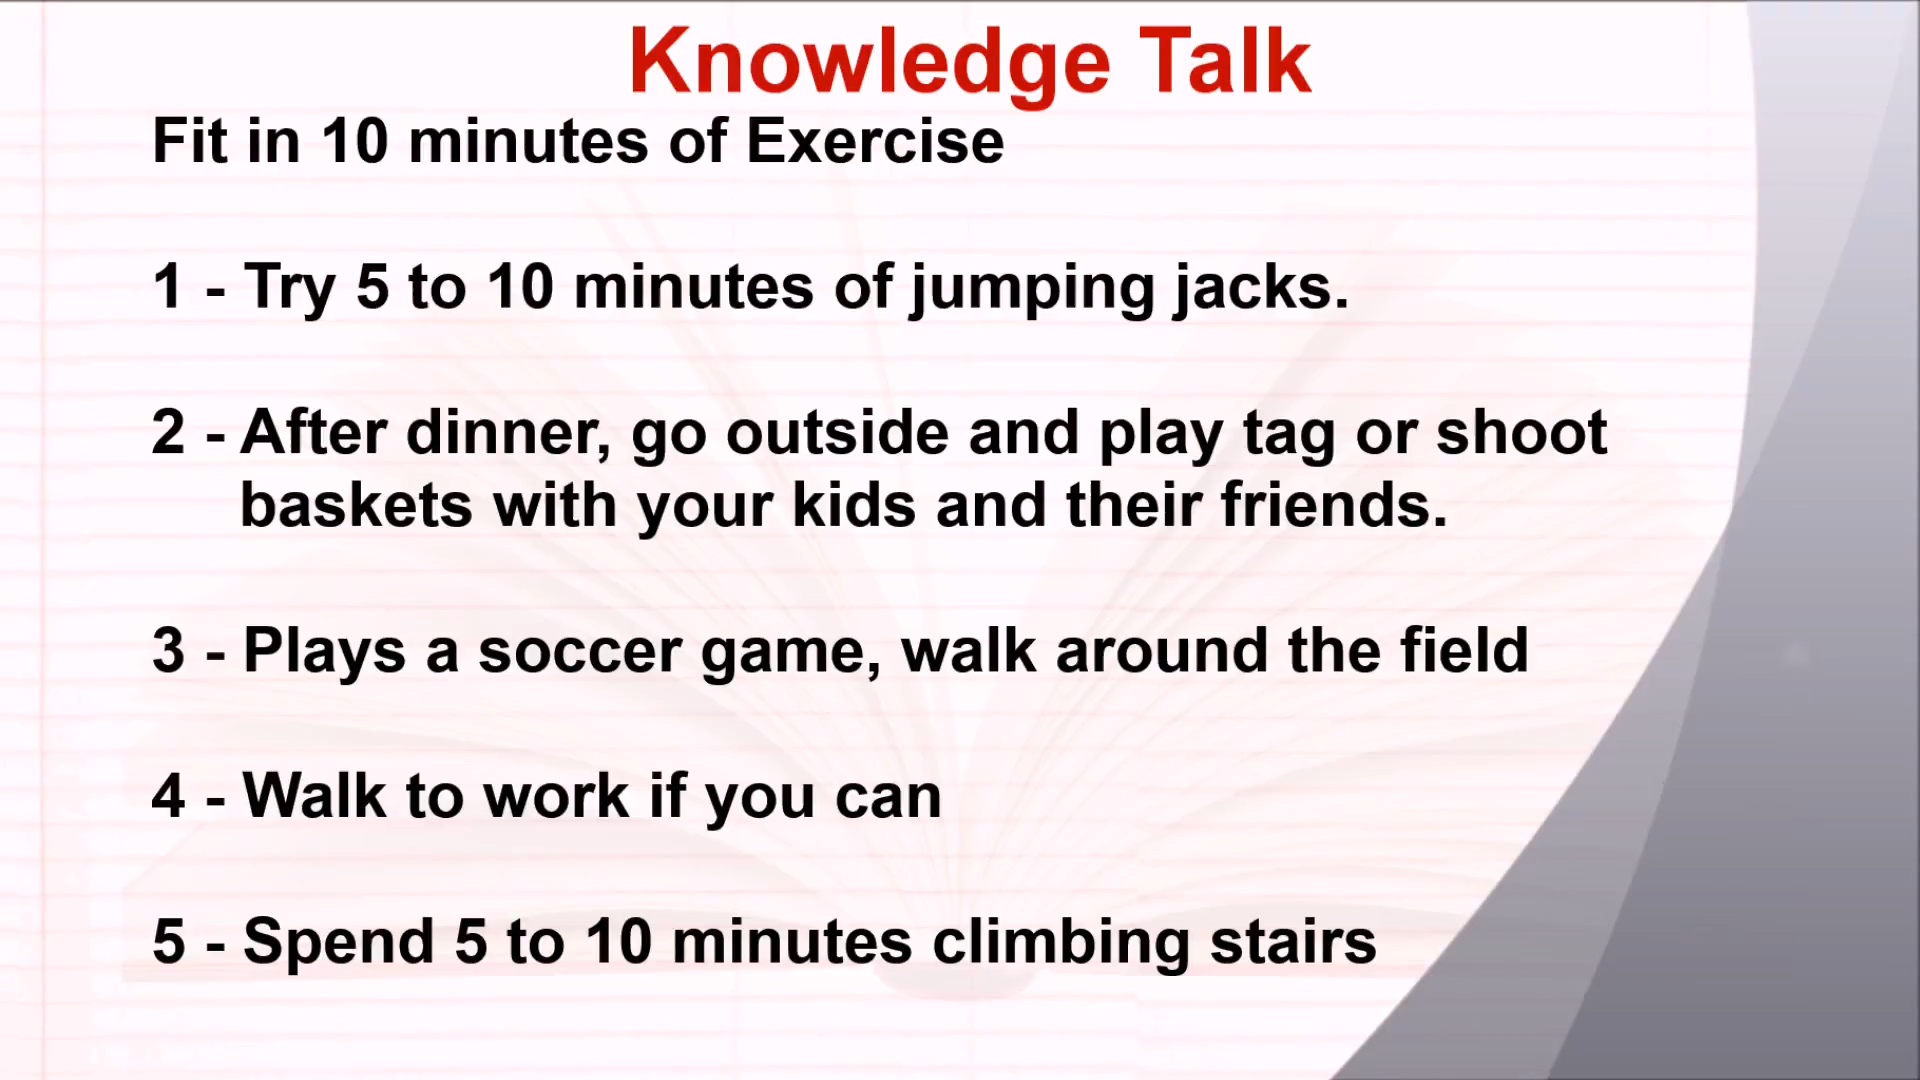 Knowledge Talk
Fit in 10 minutes of Exercise
1 - Try 5 to 10 minutes of jumping jacks.
2 - After dinner, go outside and play tag or shoot
baskets with your kids and their friends.
3 - Plays a soccer game, walk around the field
4 - Walk to work if you can
5 - Spend 5 to 10 minutes climbing stairs